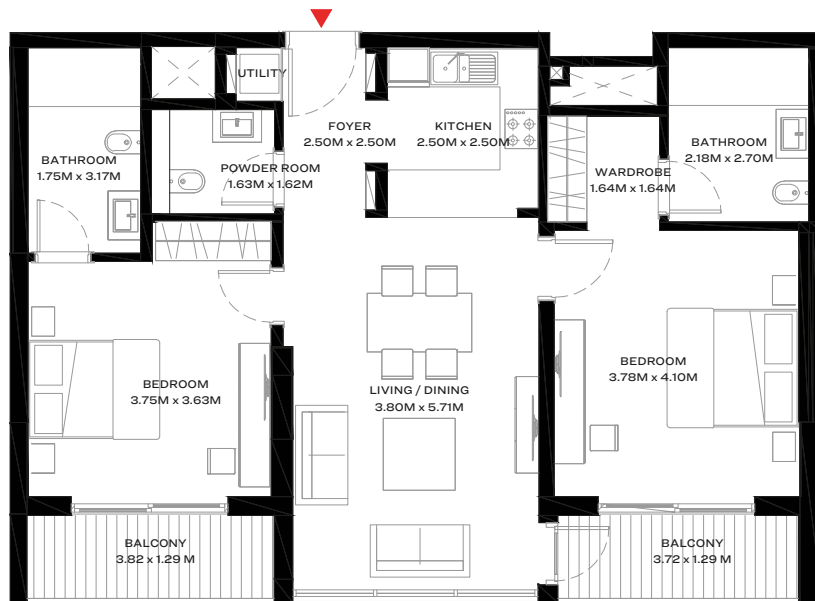 UTILITY
FOYER
2.50M x 2.50M
KITCHEN
2.50M x 2.50M
BATHROOM
1.75M x 3.17M
POWDER ROOM
1.63M x 1.62M
WARDROBE
1.64M x 1.64M
BATHROOM
2.18M x 2.70M
BEDROOM
3.75M x 3.63M
LIVING / DINING
3.80M x 5.71M
BEDROOM
3.78M x 4.10M
BALCONY
3.82 x 1.29 M
BALCONY
3.72 x 1.29 M